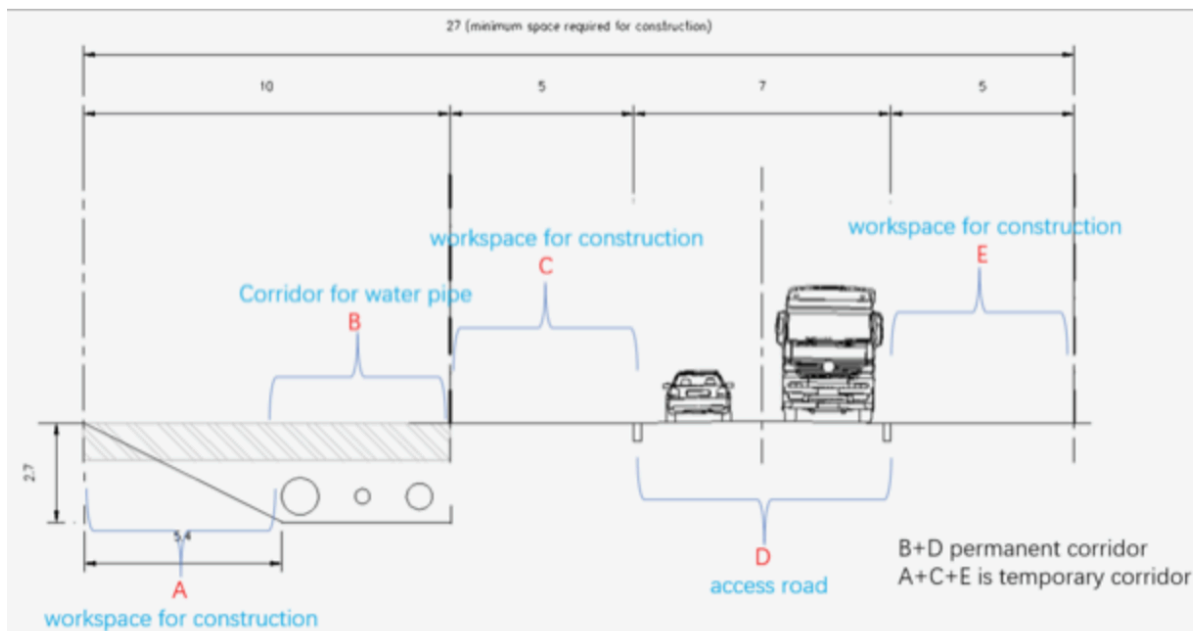 27 (minimum space required for construction)
10
5
7
5
workspace for construction
E
workspace for construction
C
Corridor for water pipe
B
2.7
5.4
A
workspace for construction
D
access road
B+D permanent corridor
A+C+E is temporary corridor